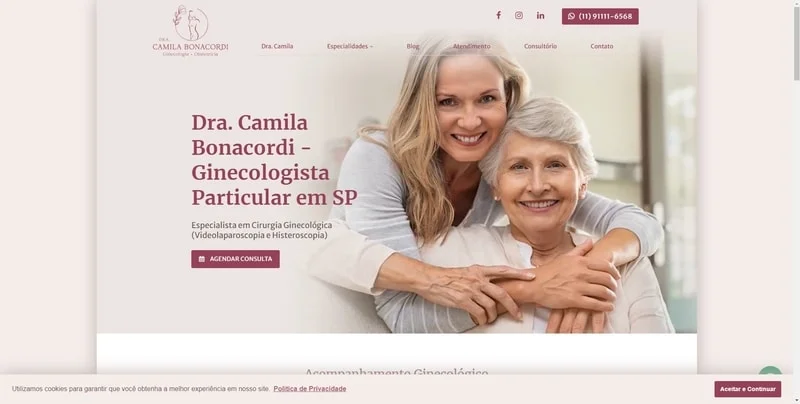 (11) 91111-6568
DRA.
CAMILA BONACORDI
Ginecologia - Obstetrícia
Dra. Camila
Especialidades
Blog
Atendimento
Consultório
Contato
Dra. Camila
Bonacordi -
Ginecologista
Particular em SP
Especialista em Cirurgia Ginecológica
(Videolaparoscopia e Histeroscopia)
AGENDAR CONSULTA
Acompanhamento Ginecológico
Utilizamos cookies para garantir que você obtenha a melhor experiência em nosso site. Política de Privacidade
Aceitar e Continuar